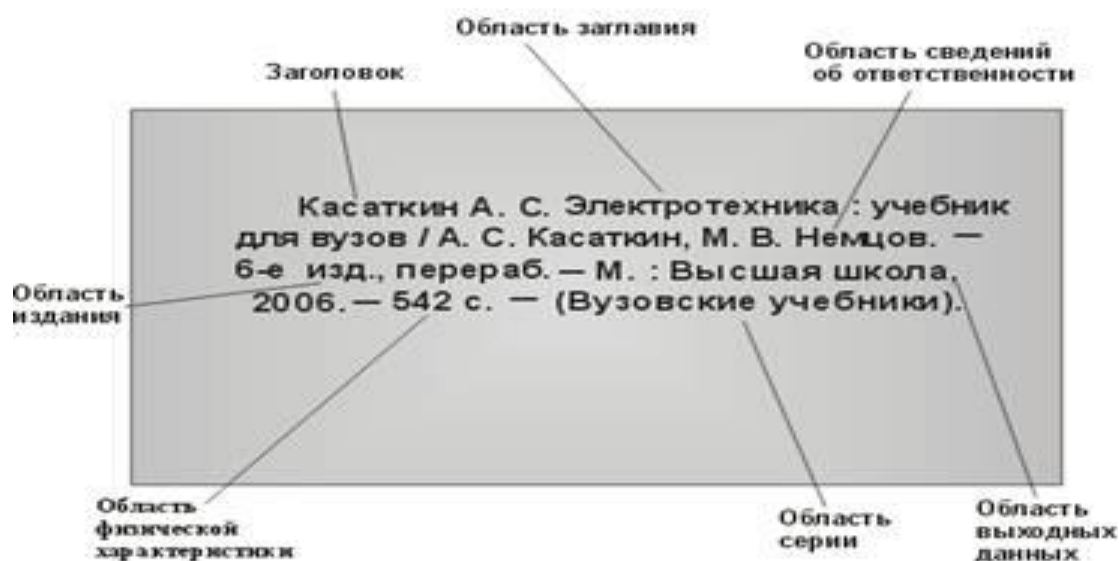 Область заглавия
Заголовок
Область сведений
об ответственности
Касаткин А. С. Электротехника : учебник
для вузов / А. С. Касаткин, М. В. Немцов. —
6-е изд., перераб. — М. : Высшая школа,
2006. — 542 с. — (Вузовские учебники).
Область
издания
Область
физической
характеристики
Область
серии
Область
выходных
данных